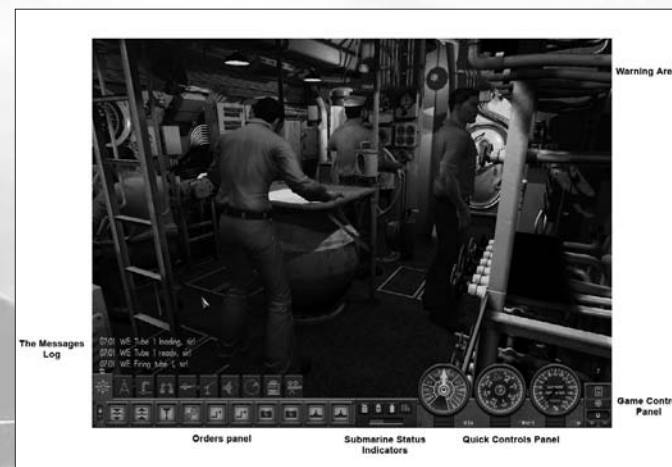 Warning Are
The Messages
Log
07:01 WE: Tube 1 loading, sir!
07:01 WE: Tube 1 ready, sir!
07:01 WE: Firing tube 1, sir!
Game Contro
Panel
Orders panel
Submarine Status
Indicators
Quick Controls Panel